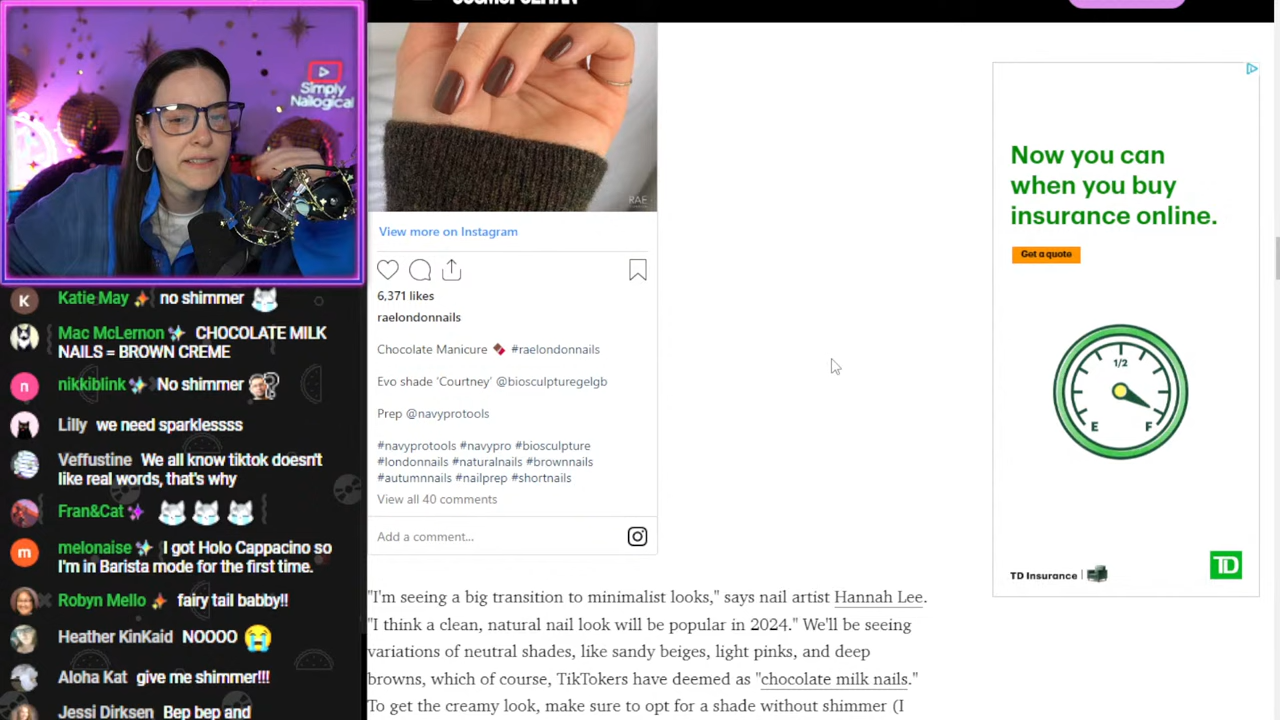 COSMOPOLITAN
Simply
Nailogical
RAE
View more on Instagram
6,371 likes
raelondonnails
Chocolate Manicure 🍫 #raelondonnails
Evo shade 'Courtney' @biosculpturegelgb
Prep @navyprotools
#navyprotools #navypro #biosculpture
#londonnails #naturalnails #brownnails
#autumnnails #nailprep #shortnails
View all 40 comments
Add a comment...
"I'm seeing a big transition to minimalist looks," says nail artist Hannah Lee.
"I think a clean, natural nail look will be popular in 2024." We'll be seeing
variations of neutral shades, like sandy beiges, light pinks, and deep
browns, which of course, TikTokers have deemed as "chocolate milk nails."
To get the creamy look, make sure to opt for a shade without shimmer (I
K
Katie May ✨ no shimmer
Mac McLernon ✨ CHOCOLATE MILK
NAILS = BROWN CREME
n
nikkiblink ✨ No shimmer
Lilly we need sparklessss
Veffustine We all know tiktok doesn't
like real words, that's why
Fran&Cat ✨
m
melonaise ✨ I got Holo Cappacino so
I'm in Barista mode for the first time.
Robyn Mello ✨ fairy tail babby!!
Heather KinKaid NOOOO 😭
Aloha Kat give me shimmer!!!
Jessi Dirksen Bep bep and
Now you can
when you buy
insurance online.
Get a quote
1/2
E F
TD Insurance
TD